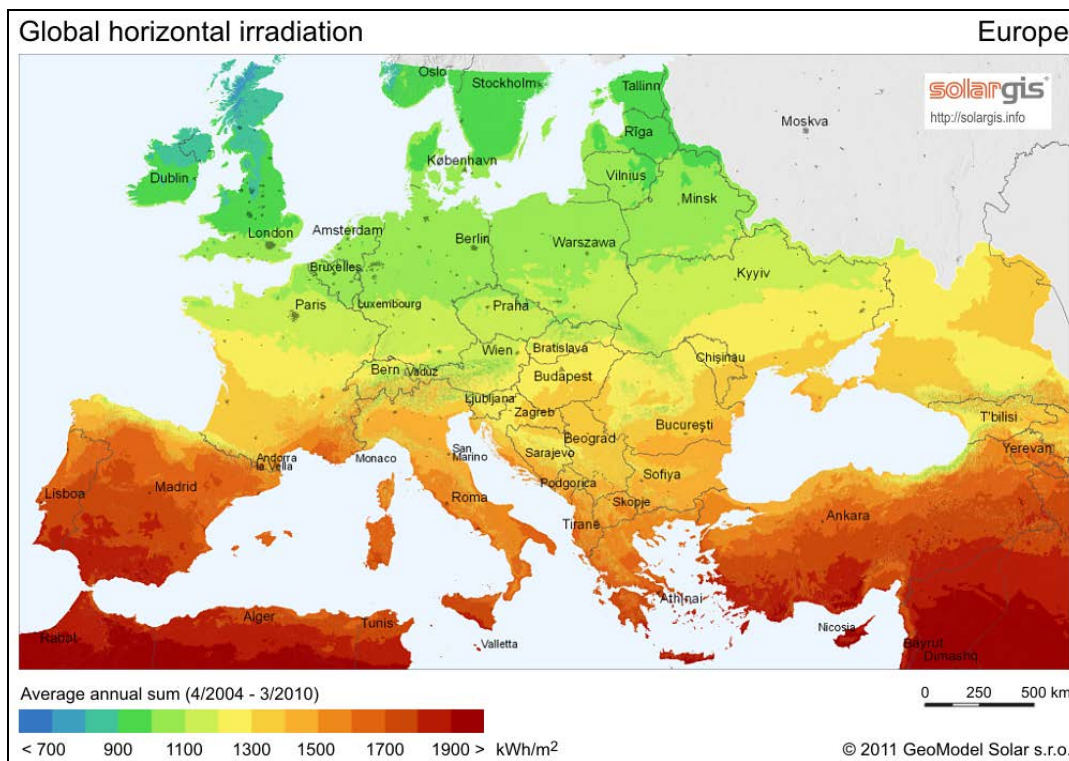 Global horizontal irradiation
Europe
solargis
http://solargis.info
Oslo
Stockholm
Tallinn
Moskva
Rīga
København
Dublin
Vilnius
Minsk
London
Amsterdam
Berlin
Warszawa
Bruxelles
Kyyiv
Paris
Luxembourg
Praha
Wien
Bratislava
Chişinău
Bern
Vaduz
Budapest
Ljubljana
Zagreb
T'bilisi
Beograd
Bucureşti
Yerevan
San
Marino
Sarajevo
Andorra
la Vella
Monaco
Sofiya
Podgorica
Lisboa
Madrid
Roma
Skopje
Ankara
Tiranë
Athinai
Alger
Tunis
Nicosia
Rabat
Valletta
Bayrut
Dimashq
Average annual sum (4/2004 - 3/2010)
0 250 500 km
< 700 900 1100 1300 1500 1700 1900 > kWh/m²
© 2011 GeoModel Solar s.r.o.